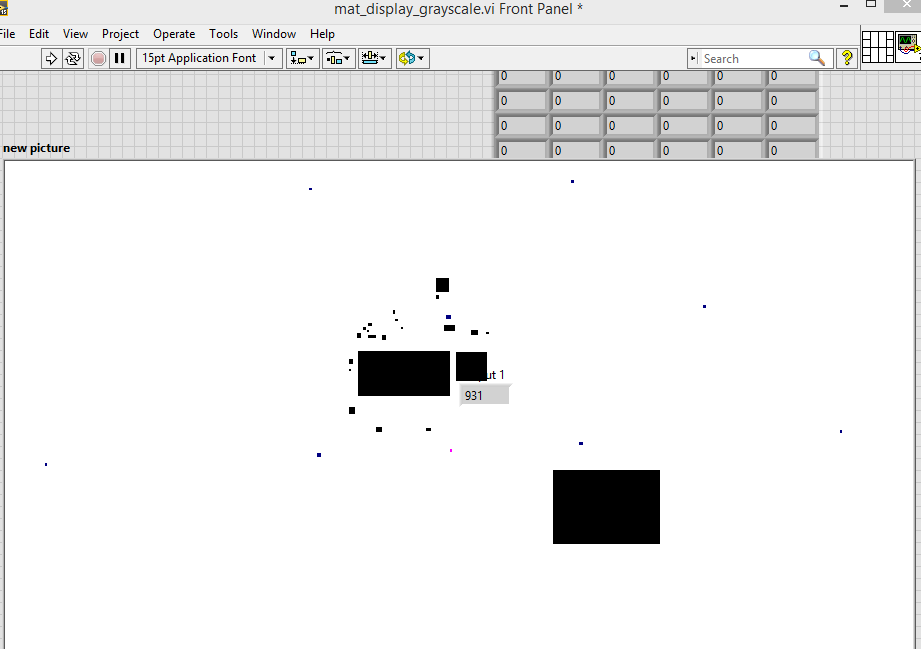 mat_display_grayscale.vi Front Panel *
File Edit View Project Operate Tools Window Help
15pt Application Font
Search
?
0 0 0 0 0 0
0 0 0 0 0 0
0 0 0 0 0 0
0 0 0 0 0 0
new picture
ut 1
931